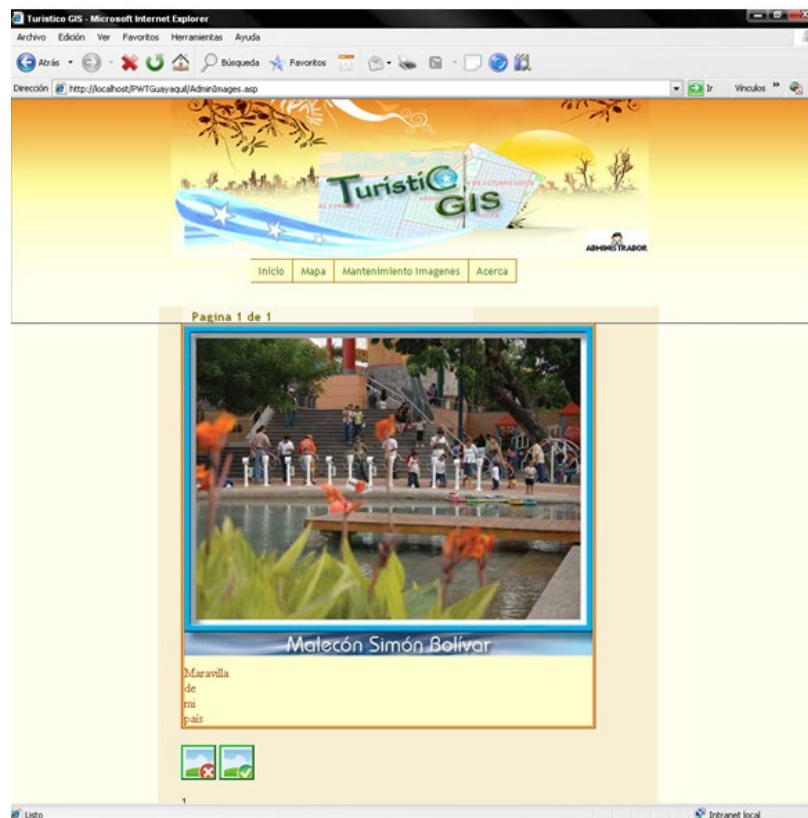 Turistico GIS - Microsoft Internet Explorer
Archivo Edición Ver Favoritos Herramientas Ayuda
Atrás Búsqueda Favoritos
Dirección http://localhost/PWTGuayaquil/AdminImages.asp Ir Vínculos »
Turístico
GIS
ADMINISTRADOR
Inicio Mapa Mantenimiento Imagenes Acerca
Pagina 1 de 1
Malecón Simón Bolívar
Maravilla
de
mi
país
1
Listo Intranet local